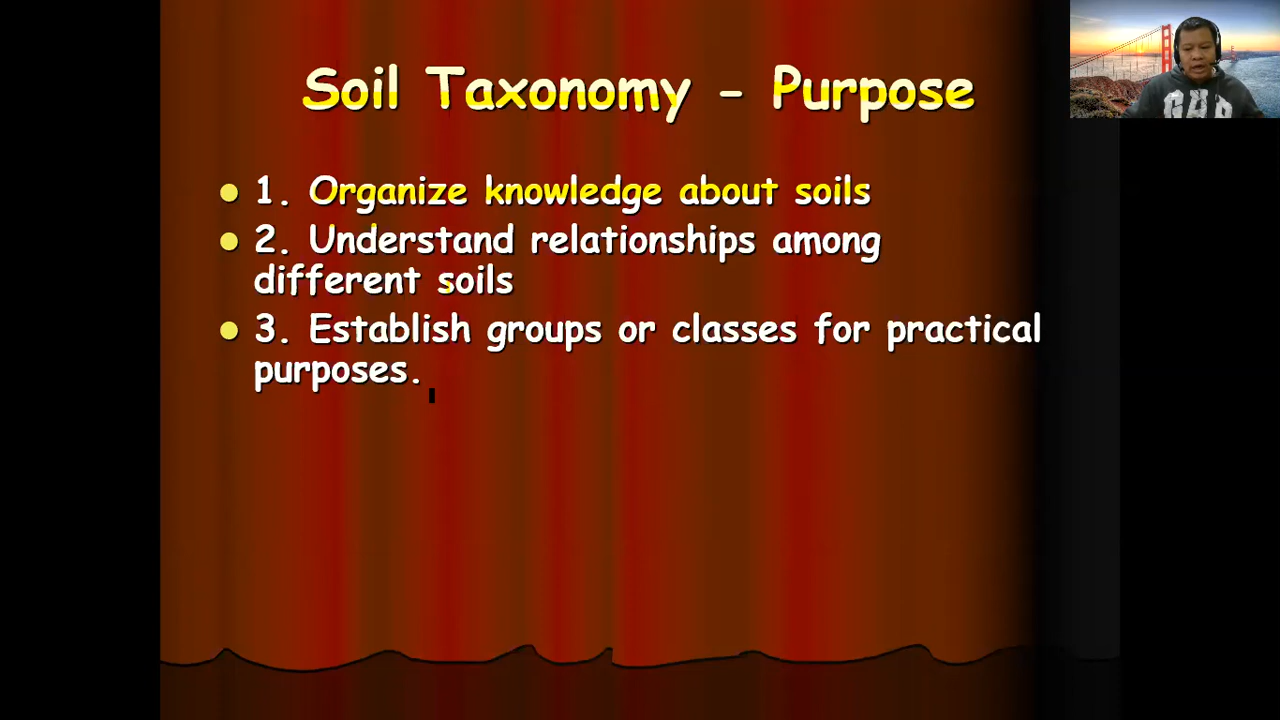 Soil Taxonomy - Purpose
1. Organize knowledge about soils
2. Understand relationships among
different soils
3. Establish groups or classes for practical
purposes.
GAP